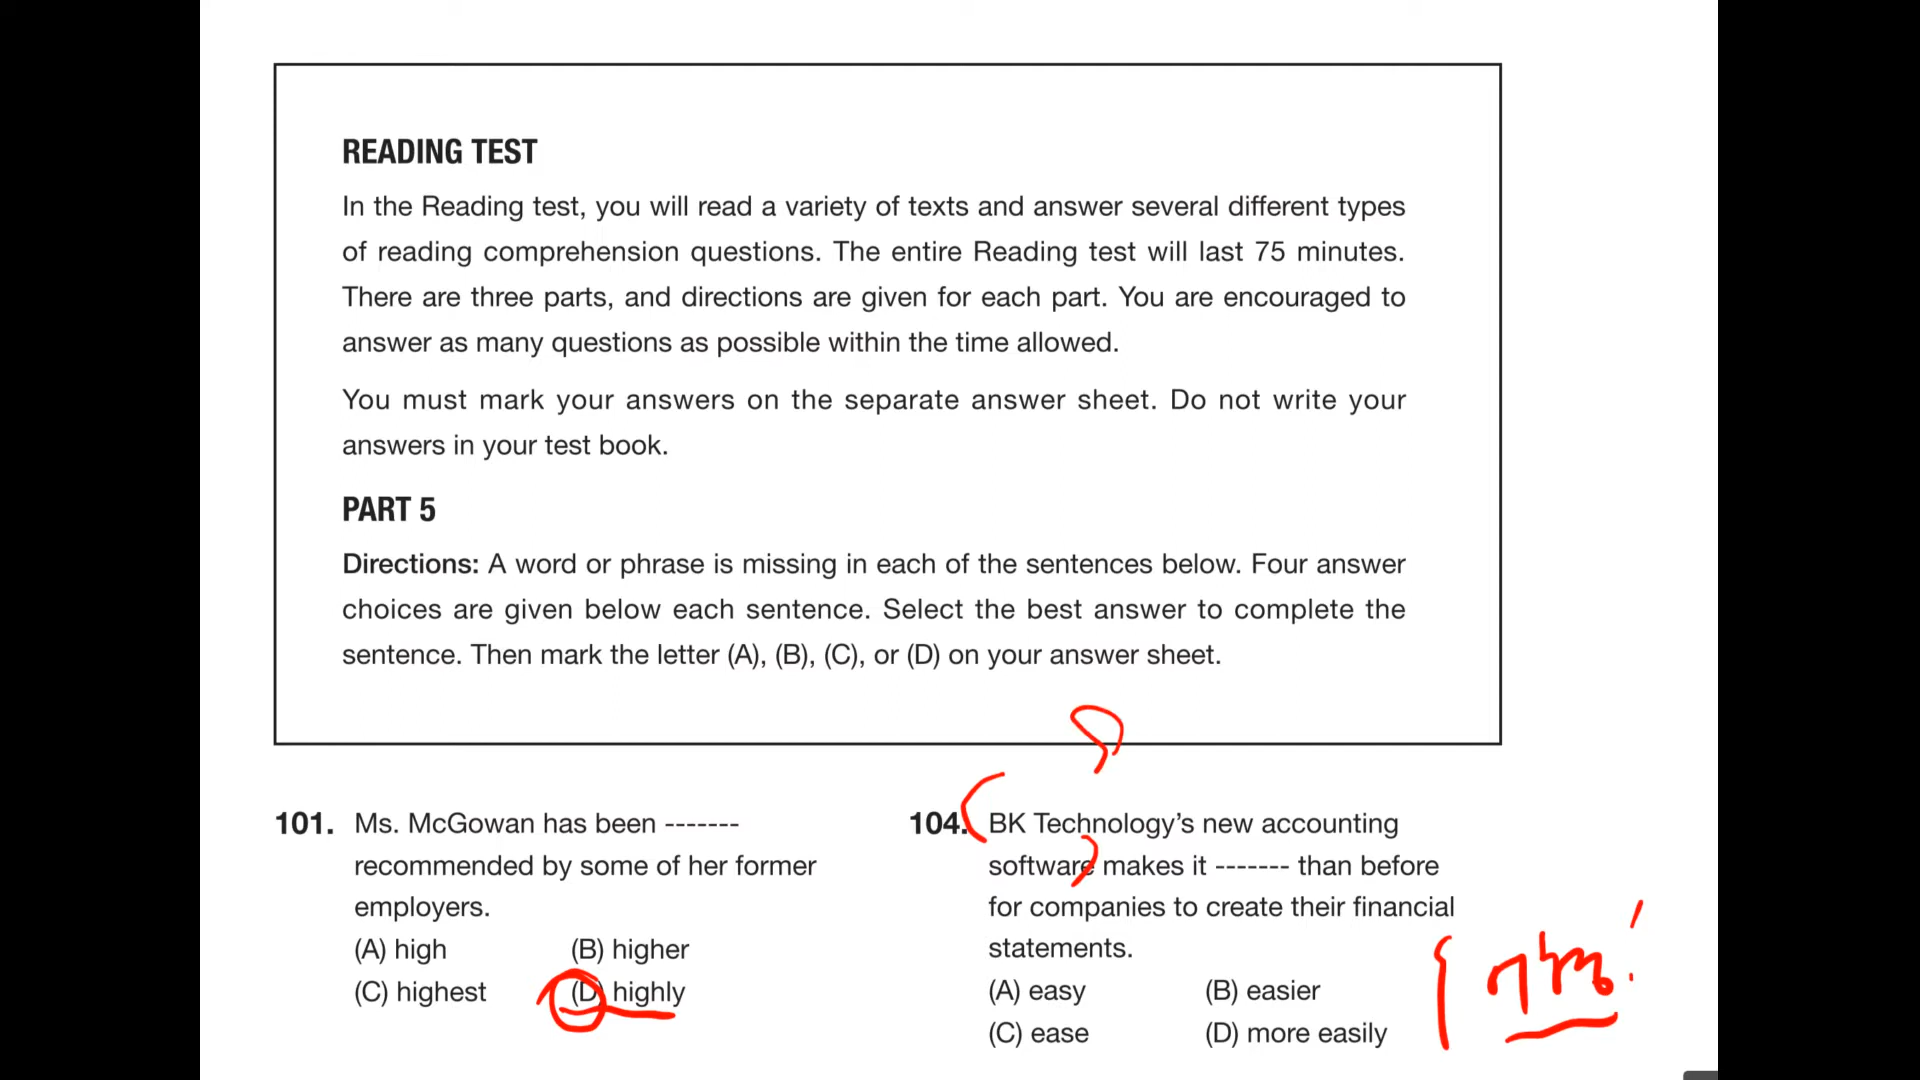 READING TEST
In the Reading test, you will read a variety of texts and answer several different types
of reading comprehension questions. The entire Reading test will last 75 minutes.
There are three parts, and directions are given for each part. You are encouraged to
answer as many questions as possible within the time allowed.
You must mark your answers on the separate answer sheet. Do not write your
answers in your test book.
PART 5
Directions: A word or phrase is missing in each of the sentences below. Four answer
choices are given below each sentence. Select the best answer to complete the
sentence. Then mark the letter (A), (B), (C), or (D) on your answer sheet.
101. Ms. McGowan has been -------
recommended by some of her former
employers.
(A) high (B) higher
(C) highest (D) highly
104. BK Technology’s new accounting
software makes it ------- than before
for companies to create their financial
statements.
(A) easy (B) easier
(C) ease (D) more easily